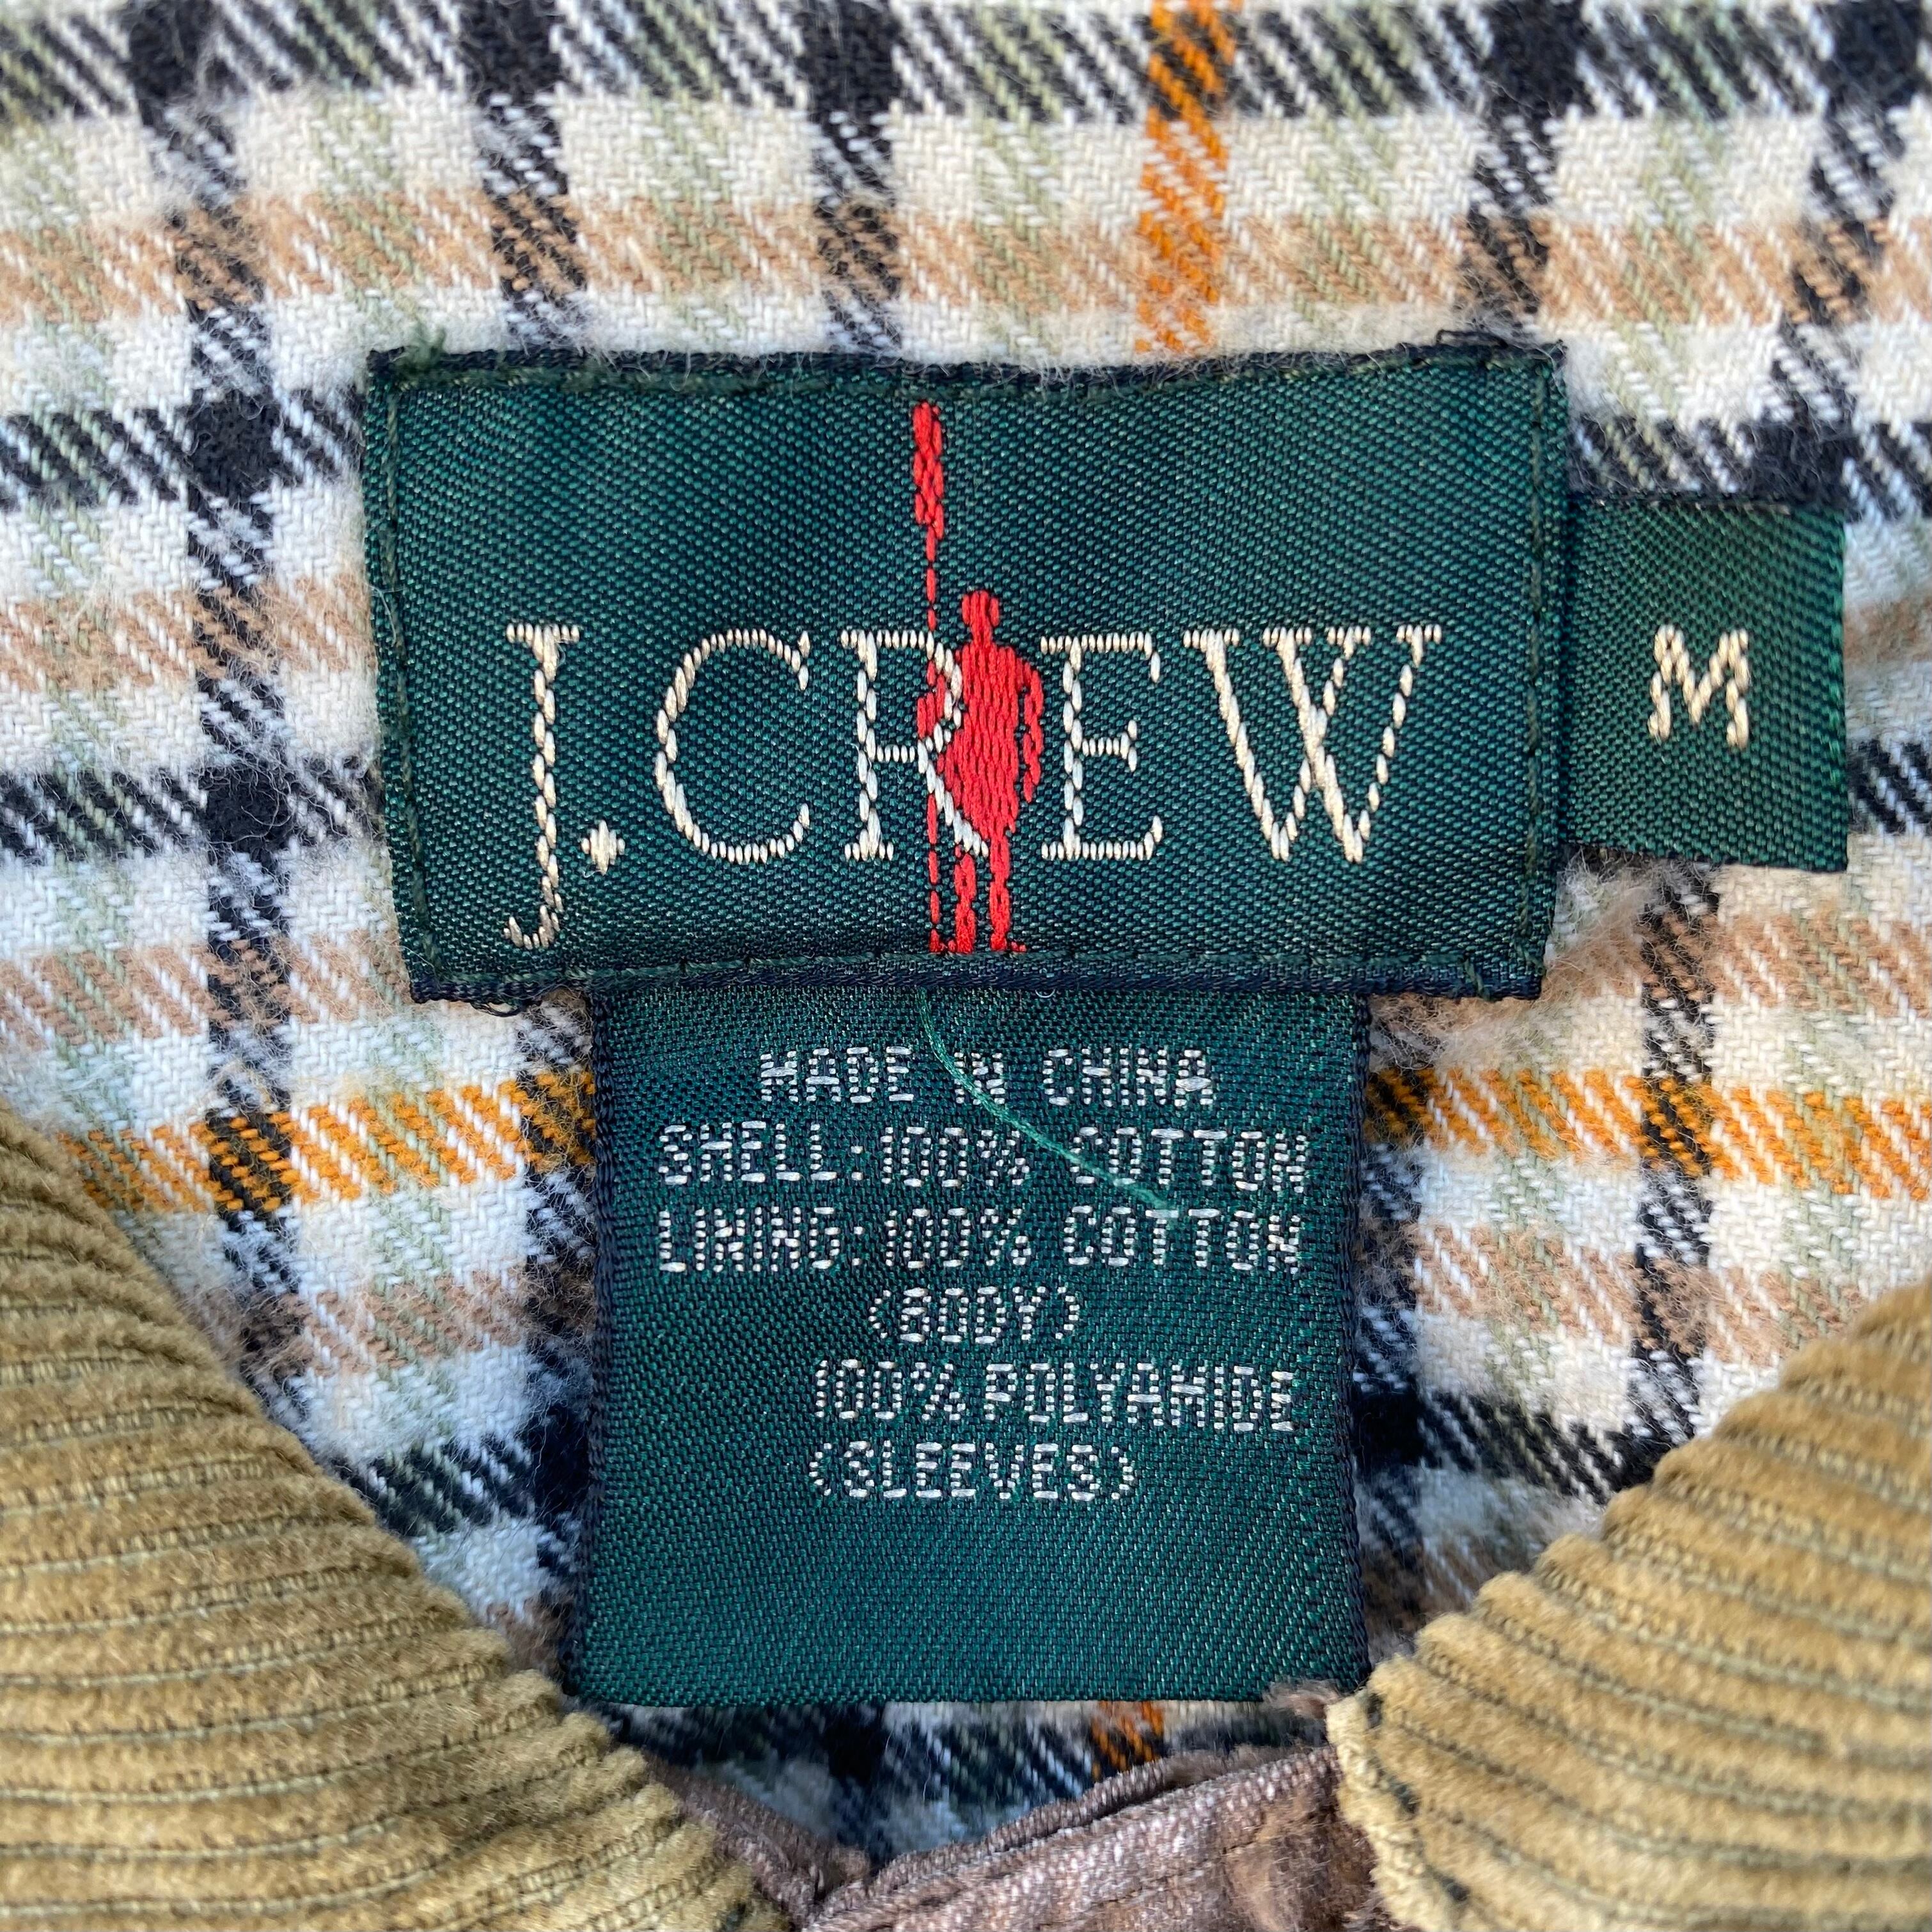 J.CREW
M
MADE IN CHINA
SHELL: 100% COTTON
LINING: 100% COTTON
(BODY)
100% POLYAMIDE
(SLEEVES)